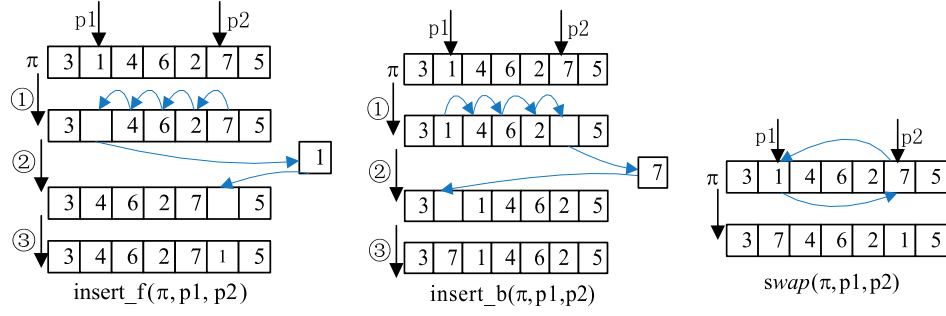 p1 p2
π 3 1 4 6 2 7 5
①
3 4 6 2 7 5
1
②
3 4 6 2 7 5
③
3 4 6 2 7 1 5
insert_f(π, p1, p2)
p1 p2
π 3 1 4 6 2 7 5
①
3 1 4 6 2 5
7
②
3 1 4 6 2 5
③
3 7 1 4 6 2 5
insert_b(π,p1,p2)
p1 p2
π 3 1 4 6 2 7 5
3 7 4 6 2 1 5
swap(π,p1,p2)